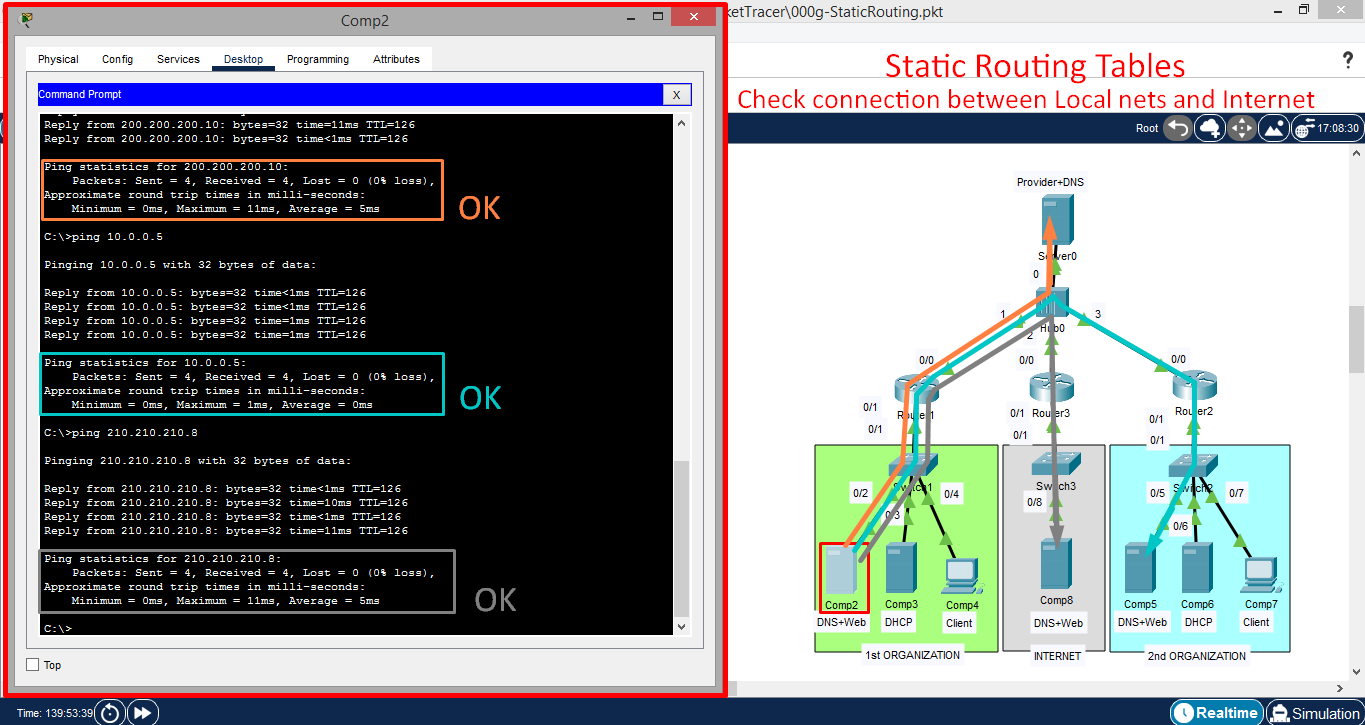 Comp2
ketTracer\000g-StaticRouting.pkt
Physical Config Services Desktop Programming Attributes
Command Prompt
X
Reply from 200.200.200.10: bytes=32 time=11ms TTL=126
Reply from 200.200.200.10: bytes=32 time<1ms TTL=126
Ping statistics for 200.200.200.10:
Packets: Sent = 4, Received = 4, Lost = 0 (0% loss),
Approximate round trip times in milli-seconds:
Minimum = 0ms, Maximum = 11ms, Average = 5ms
OK
C:\>ping 10.0.0.5
Pinging 10.0.0.5 with 32 bytes of data:
Reply from 10.0.0.5: bytes=32 time<1ms TTL=126
Reply from 10.0.0.5: bytes=32 time<1ms TTL=126
Reply from 10.0.0.5: bytes=32 time=1ms TTL=126
Reply from 10.0.0.5: bytes=32 time<1ms TTL=126
Ping statistics for 10.0.0.5:
Packets: Sent = 4, Received = 4, Lost = 0 (0% loss),
Approximate round trip times in milli-seconds:
Minimum = 0ms, Maximum = 1ms, Average = 0ms
OK
C:\>ping 210.210.210.8
Pinging 210.210.210.8 with 32 bytes of data:
Reply from 210.210.210.8: bytes=32 time<1ms TTL=126
Reply from 210.210.210.8: bytes=32 time=10ms TTL=126
Reply from 210.210.210.8: bytes=32 time<1ms TTL=126
Reply from 210.210.210.8: bytes=32 time=11ms TTL=126
Ping statistics for 210.210.210.8:
Packets: Sent = 4, Received = 4, Lost = 0 (0% loss),
Approximate round trip times in milli-seconds:
Minimum = 0ms, Maximum = 11ms, Average = 5ms
OK
C:\>
Top
Time: 139:53:39
Static Routing Tables
?
Check connection between Local nets and Internet
Root
17:08:30
Provider+DNS
Server0
0
1
3
Hub0
2
0/0
0/0
0/0
Router1
Router3
Router2
0/1
0/1
0/1
0/1
0/1
0/1
Switch1
Switch3
Switch2
0/2
0/4
0/8
0/5
0/7
0/3
0/6
Comp2
Comp3
Comp4
Comp8
Comp5
Comp6
Comp7
DNS+Web
DHCP
Client
DNS+Web
DNS+Web
DHCP
Client
1st ORGANIZATION
INTERNET
2nd ORGANIZATION
Realtime
Simulation